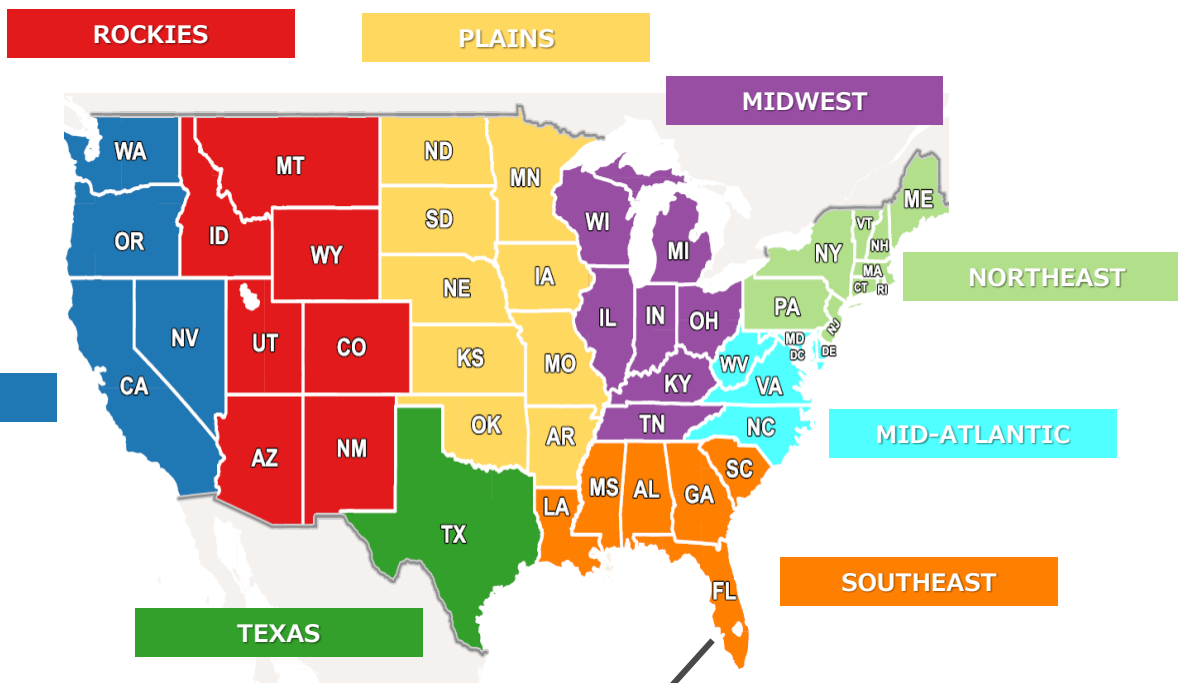 ROCKIES
PLAINS
MIDWEST
WA
MT
ND
MN
OR
ID
WY
SD
WI
MI
ME
VT
NH
NY
MA
CT
RI
NORTHEAST
NV
UT
CO
NE
IA
IL
IN
OH
PA
NJ
CA
KS
MO
KY
WV
MD
DC
DE
VA
AZ
NM
OK
AR
TN
NC
MID-ATLANTIC
TX
LA
MS
AL
GA
SC
FL
SOUTHEAST
TEXAS